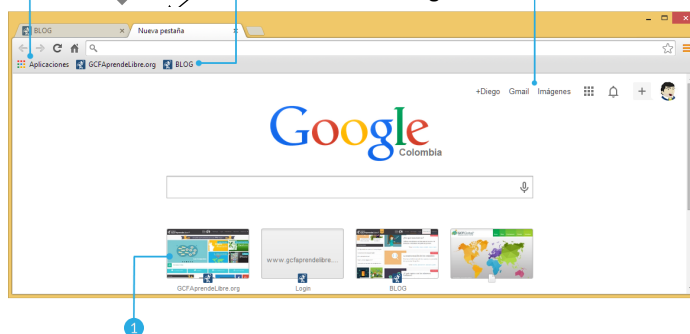 BLOG
Nueva pestaña
Aplicaciones GCFAprendeLibre.org BLOG
+Diego Gmail Imágenes
Google
Colombia
www.gcfaprendelibre...
GCFAprendeLibre.org Login BLOG
1